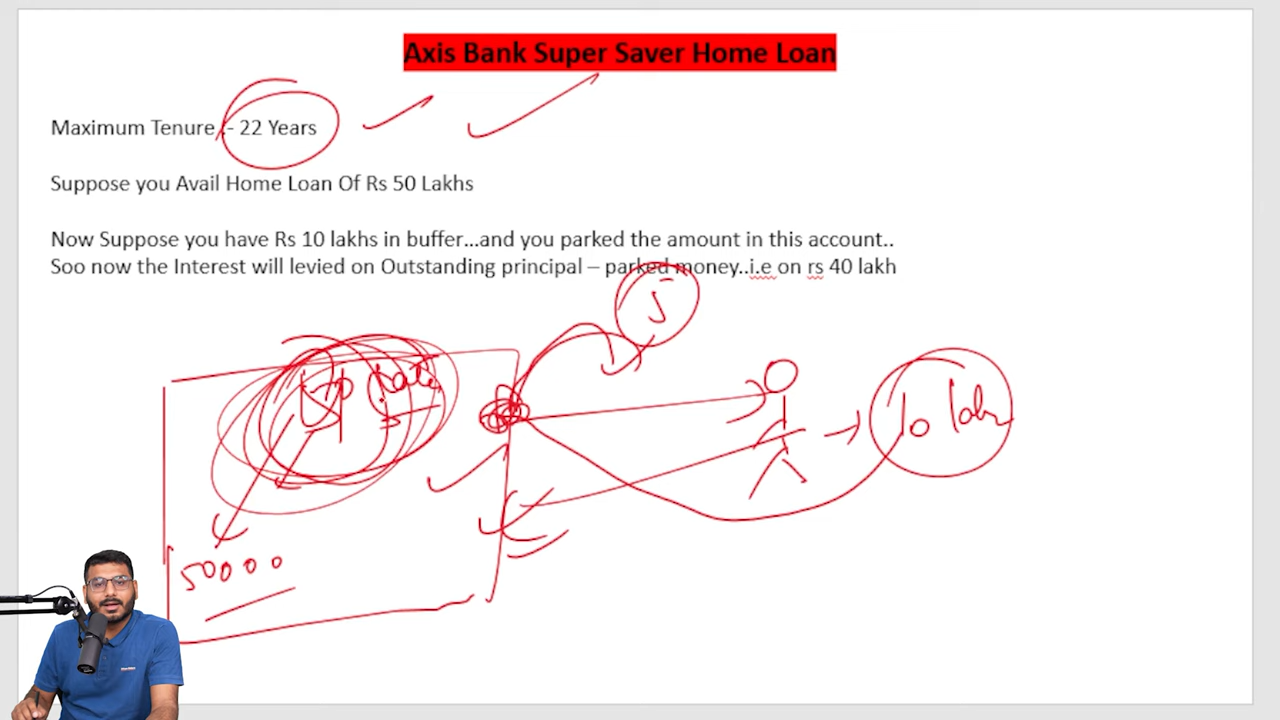 Axis Bank Super Saver Home Loan
Maximum Tenure :- 22 Years
Suppose you Avail Home Loan Of Rs 50 Lakhs
Now Suppose you have Rs 10 lakhs in buffer...and you parked the amount in this account..
Soo now the Interest will levied on Outstanding principal – parked money..i.e on rs 40 lakh
5
10 lakh
50000